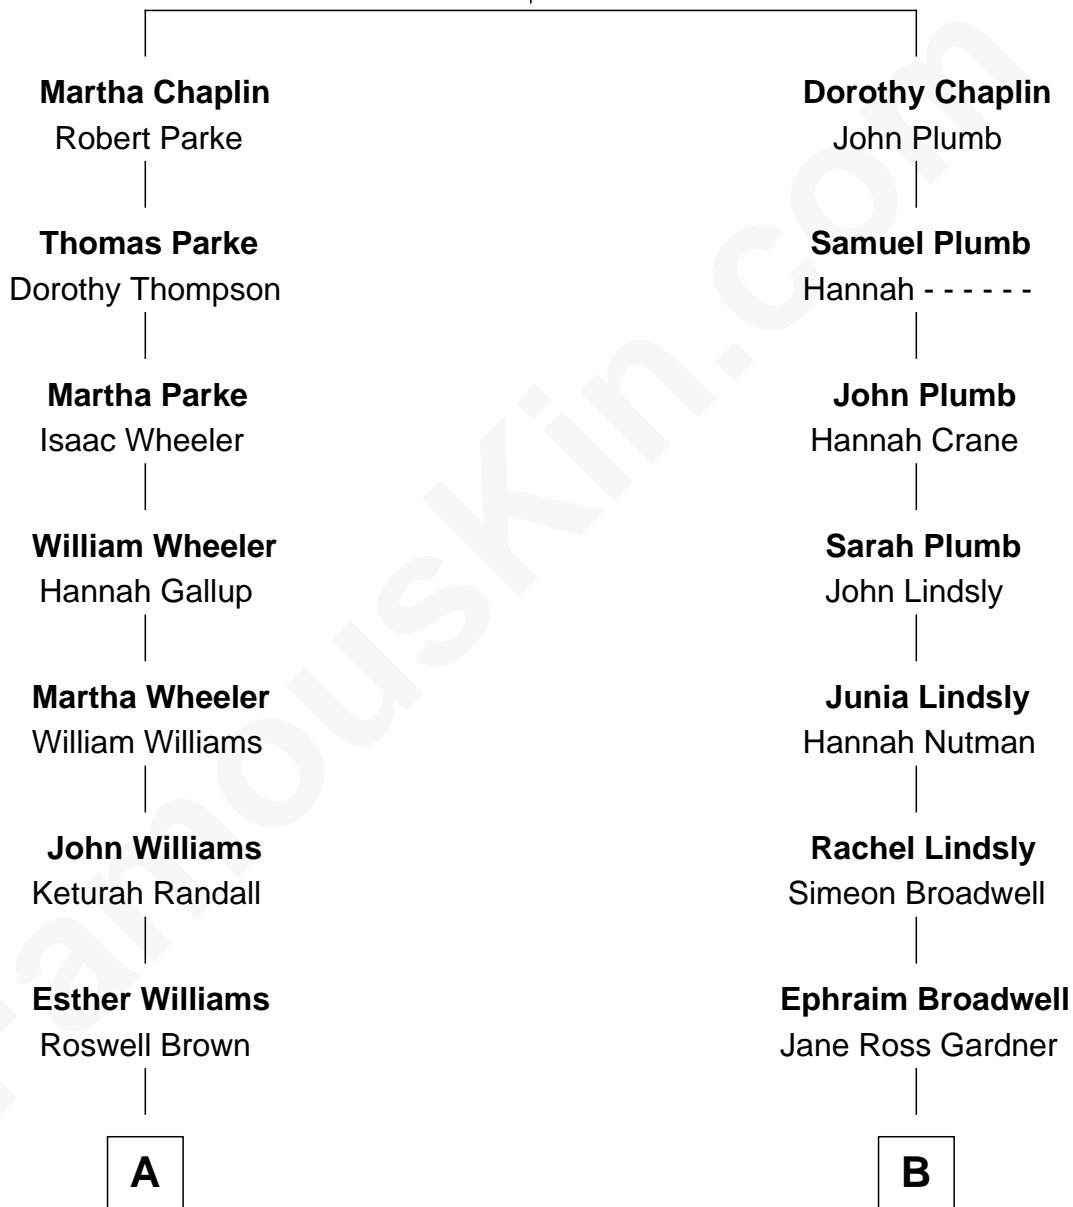 Martha Chaplin
Robert Parke
Thomas Parke
Dorothy Thompson
Martha Parke
Isaac Wheeler
William Wheeler
Hannah Gallup
Martha Wheeler
William Williams
John Williams
Keturah Randall
Esther Williams
Roswell Brown
A
Dorothy Chaplin
John Plumb
Samuel Plumb
Hannah - - - - - -
John Plumb
Hannah Crane
Sarah Plumb
John Lindsly
Junia Lindsly
Hannah Nutman
Rachel Lindsly
Simeon Broadwell
Ephraim Broadwell
Jane Ross Gardner
B
FamousKin.com